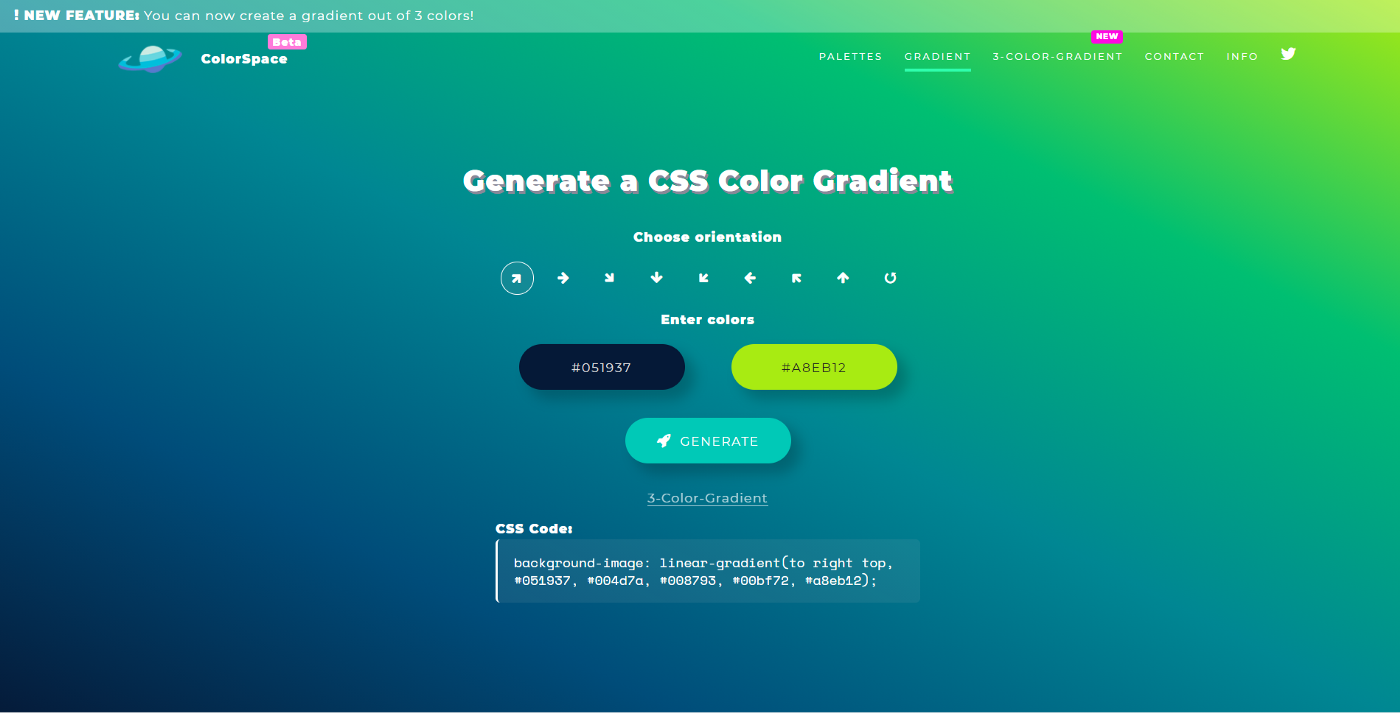 ! NEW FEATURE: You can now create a gradient out of 3 colors!
ColorSpace
Beta
PALETTES
GRADIENT
3-COLOR-GRADIENT
NEW
CONTACT
INFO
Generate a CSS Color Gradient
Choose orientation
Enter colors
#051937
#A8EB12
GENERATE
3-Color-Gradient
CSS Code:
background-image: linear-gradient(to right top,
#051937, #004d7a, #008793, #00bf72, #a8eb12);